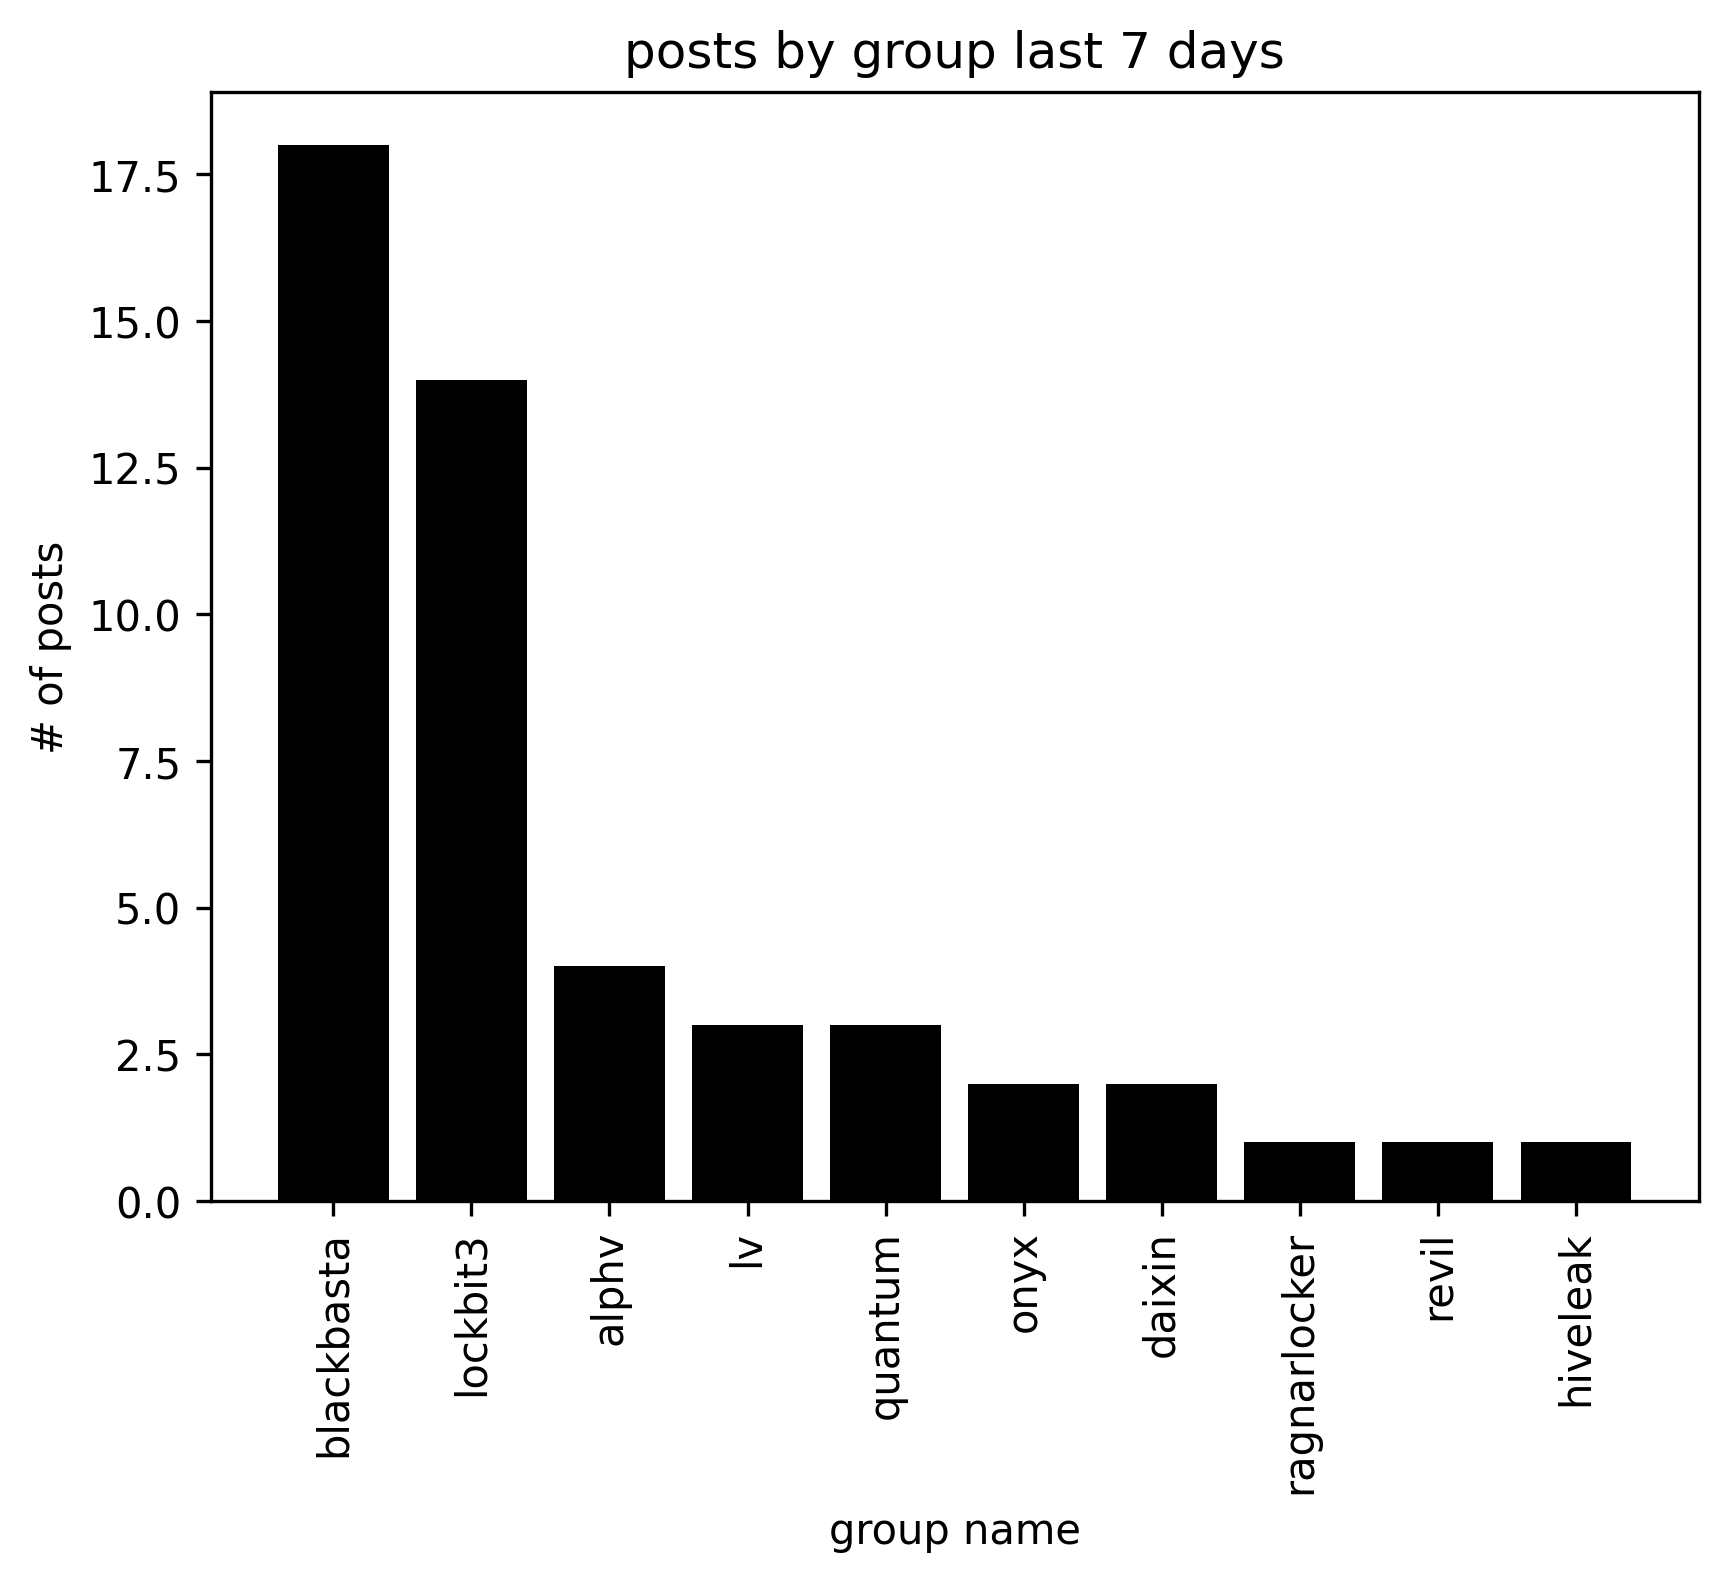 posts by group last 7 days
# of posts
17.5
15.0
12.5
10.0
7.5
5.0
2.5
0.0
blackbasta
lockbit3
alphv
lv
quantum
onyx
daixin
ragnarlocker
revil
hiveleak
group name